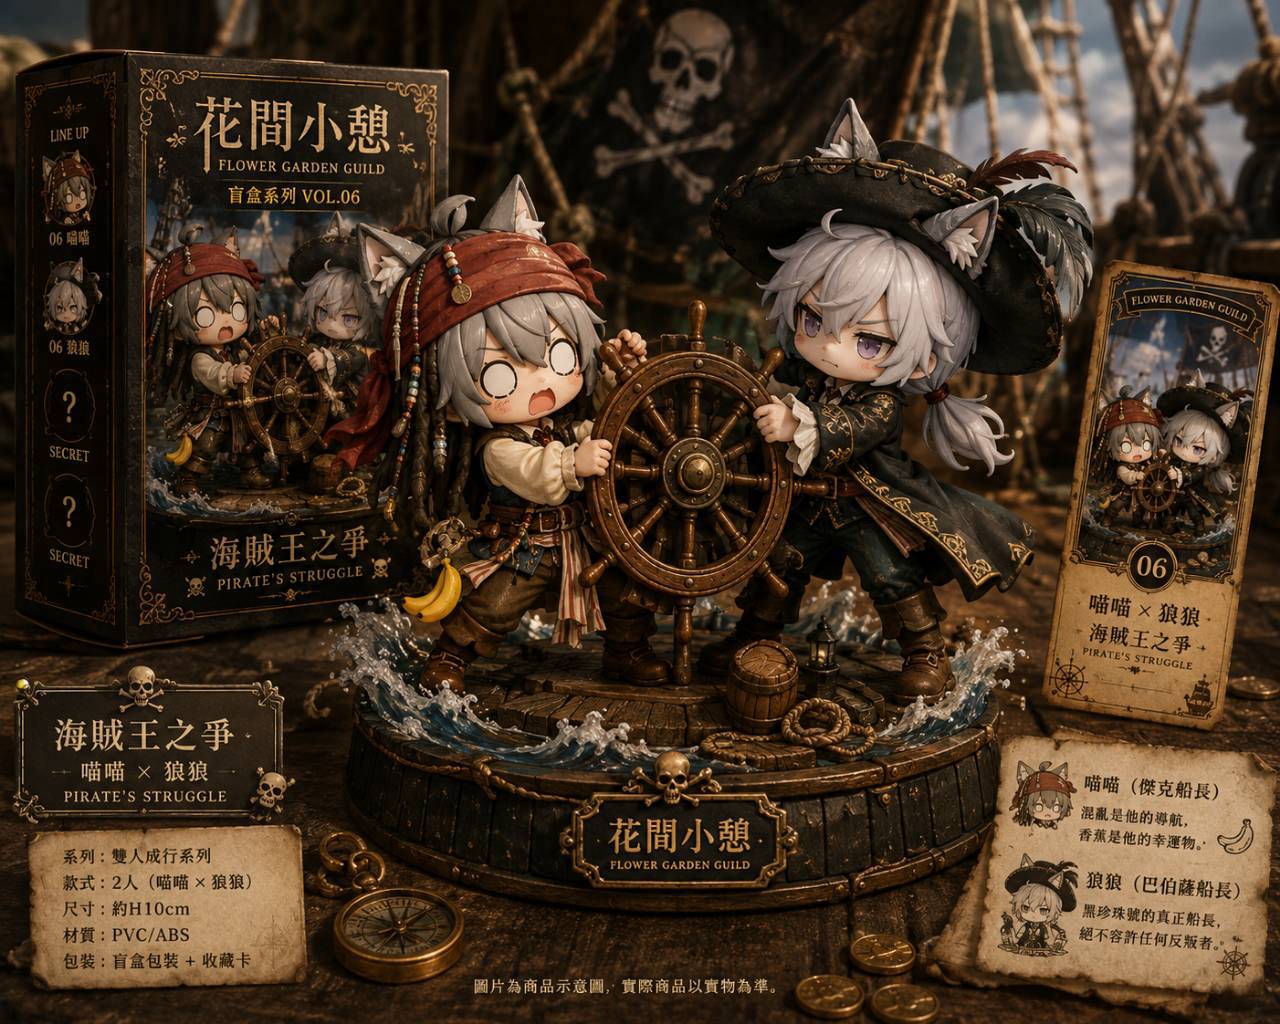 LINE UP
06 喵喵
06 狼狼
?
SECRET
?
SECRET
花間小憩
FLOWER GARDEN GUILD
盲盒系列 VOL.06
海賊王之爭
PIRATE'S STRUGGLE
FLOWER GARDEN GUILD
06
喵喵 × 狼狼
海賊王之爭
PIRATE'S STRUGGLE
海賊王之爭
喵喵 × 狼狼
PIRATE'S STRUGGLE
系列：雙人成行系列
款式：2人（喵喵 × 狼狼）
尺寸：約H10cm
材質：PVC/ABS
包裝：盲盒包裝 + 收藏卡
花間小憩
FLOWER GARDEN GUILD
喵喵（傑克船長）
混亂是他的導航，
香蕉是他的幸運物。
狼狼（巴伯薩船長）
黑珍珠號的真正船長，
絕不容許任何反叛者。
圖片為商品示意圖，實際商品以實物為準。